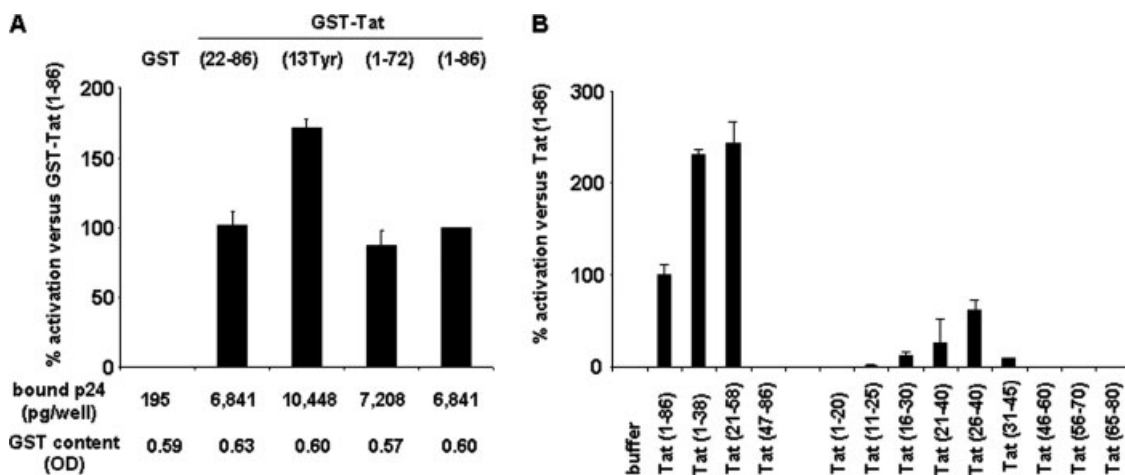 A
GST-Tat
GST (22-86) (13Tyr) (1-72) (1-86)
% activation versus GST-Tat (1-86)
200
150
100
50
0
bound p24 (pg/well) 195 6,841 10,448 7,208 6,841
GST content (OD) 0.59 0.63 0.60 0.57 0.60
B
% activation versus Tat (1-86)
300
200
100
0
buffer
Tat (1-86)
Tat (1-38)
Tat (21-58)
Tat (47-86)
Tat (1-20)
Tat (11-25)
Tat (16-30)
Tat (21-40)
Tat (26-40)
Tat (31-45)
Tat (46-60)
Tat (56-70)
Tat (65-80)